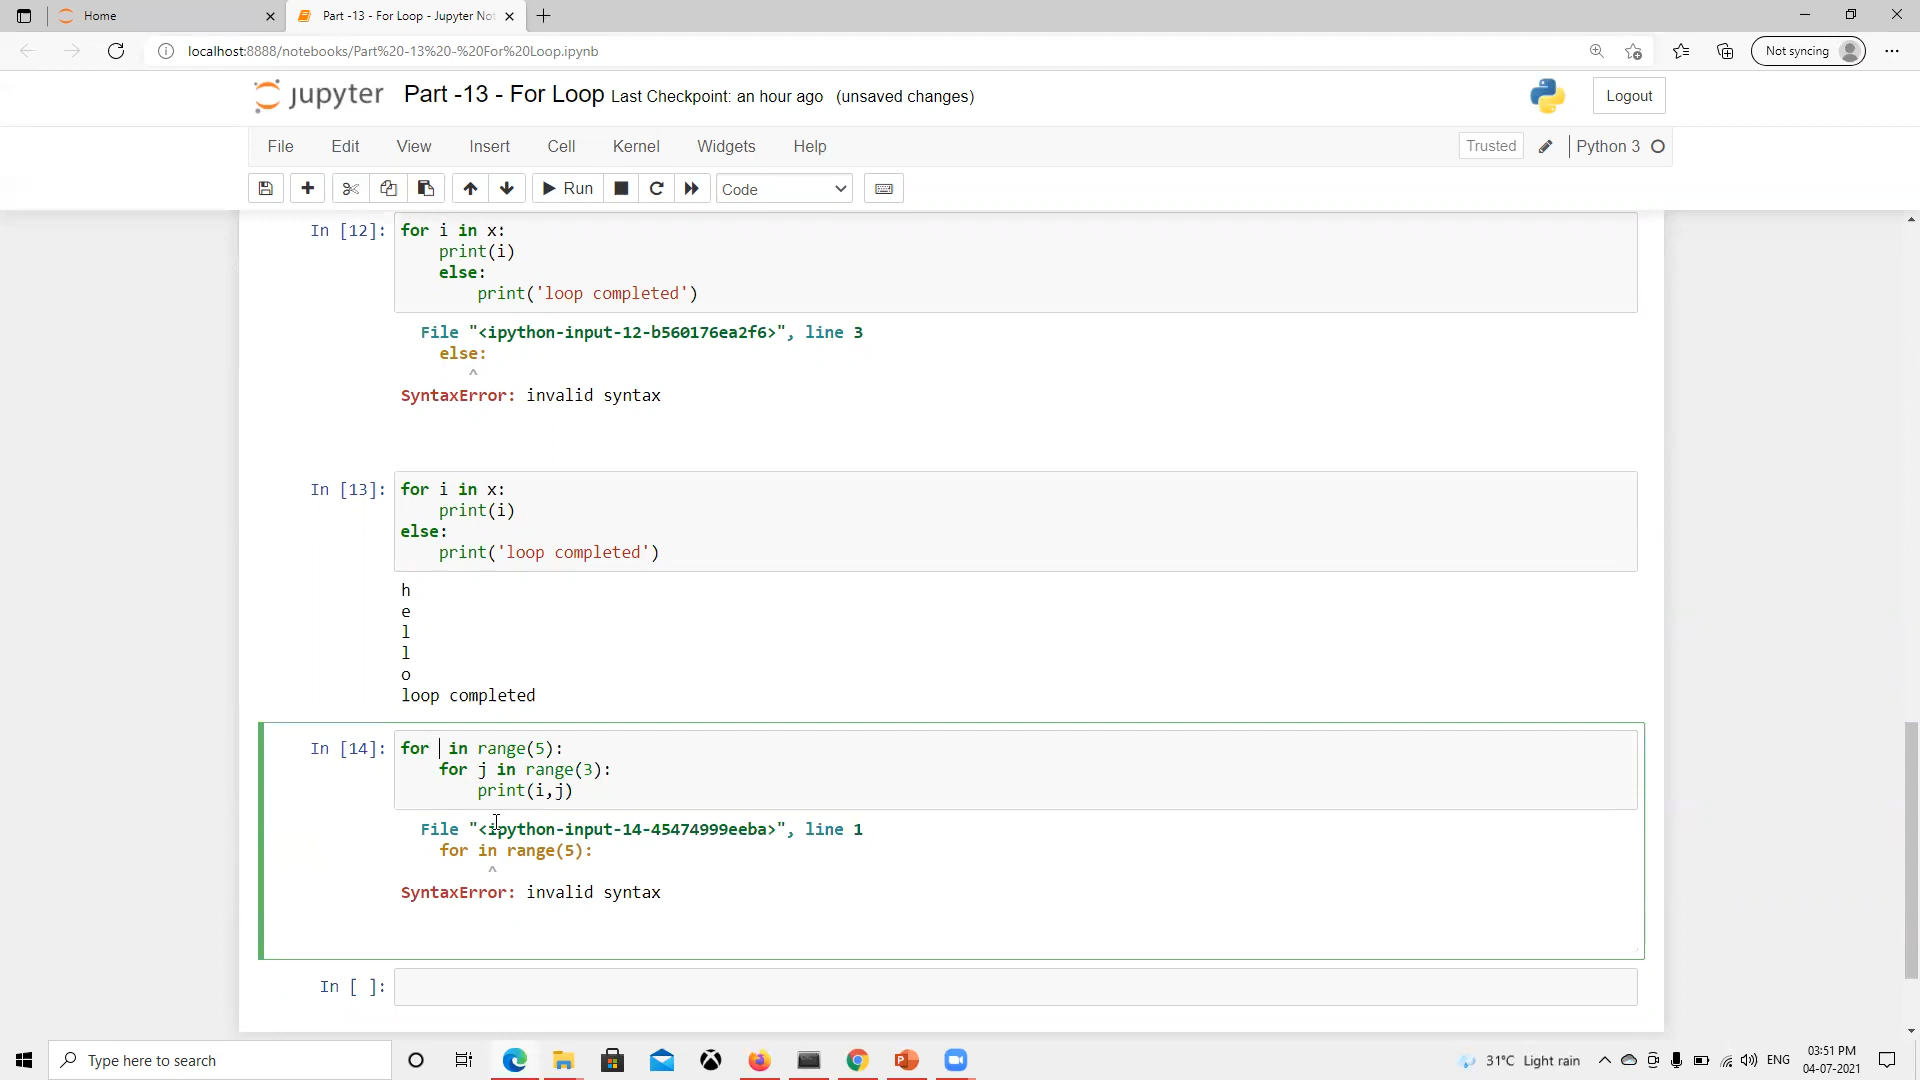 Home
Part -13 - For Loop - Jupyter Not
localhost:8888/notebooks/Part%20-13%20-%20For%20Loop.ipynb
Not syncing
jupyter Part -13 - For Loop Last Checkpoint: an hour ago (unsaved changes)
Logout
File Edit View Insert Cell Kernel Widgets Help
Trusted Python 3
Run Code
In [12]: for i in x:
print(i)
else:
print('loop completed')
File "<ipython-input-12-b560176ea2f6>", line 3
else:
^
SyntaxError: invalid syntax
In [13]: for i in x:
print(i)
else:
print('loop completed')
h
e
l
l
o
loop completed
In [14]: for in range(5):
for j in range(3):
print(i,j)
File "<ipython-input-14-45474999eeba>", line 1
for in range(5):
^
SyntaxError: invalid syntax
In [ ]:
Type here to search
31°C Light rain
ENG
03:51 PM
04-07-2021